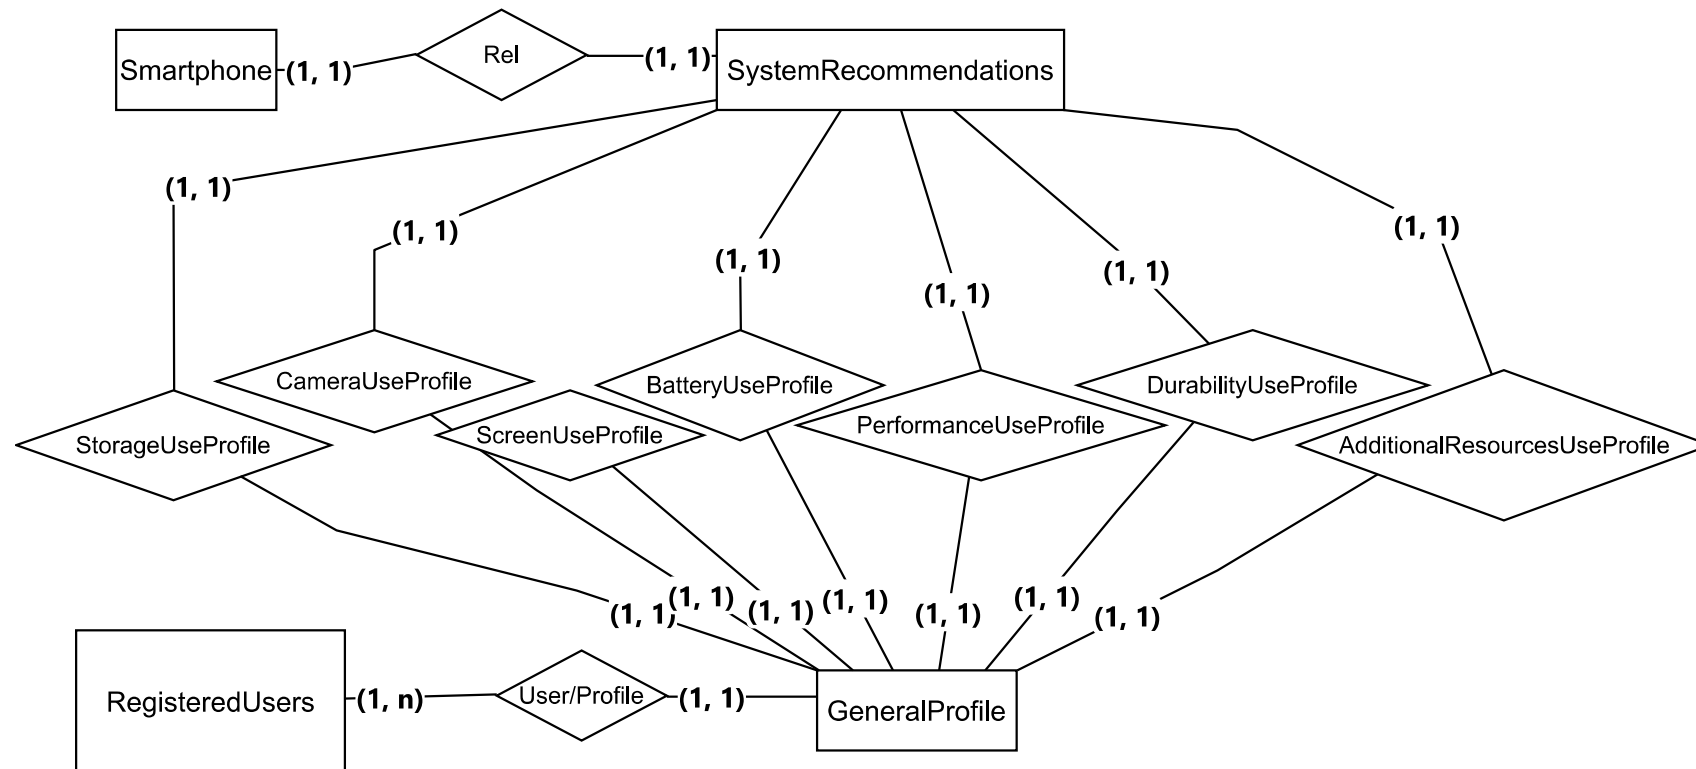 Rel
Smartphone (1, 1) (1, 1) SystemRecommendations
(1, 1)
(1, 1)
(1, 1)
(1, 1)
(1, 1)
(1, 1)
CameraUseProfile
BatteryUseProfile
DurabilityUseProfile
StorageUseProfile
ScreenUseProfile
PerformanceUseProfile
AdditionalResourcesUseProfile
(1, 1)
(1, 1)
(1, 1)
(1, 1)
(1, 1)
(1, 1)
(1, 1)
RegisteredUsers (1, n) User/Profile (1, 1) GeneralProfile